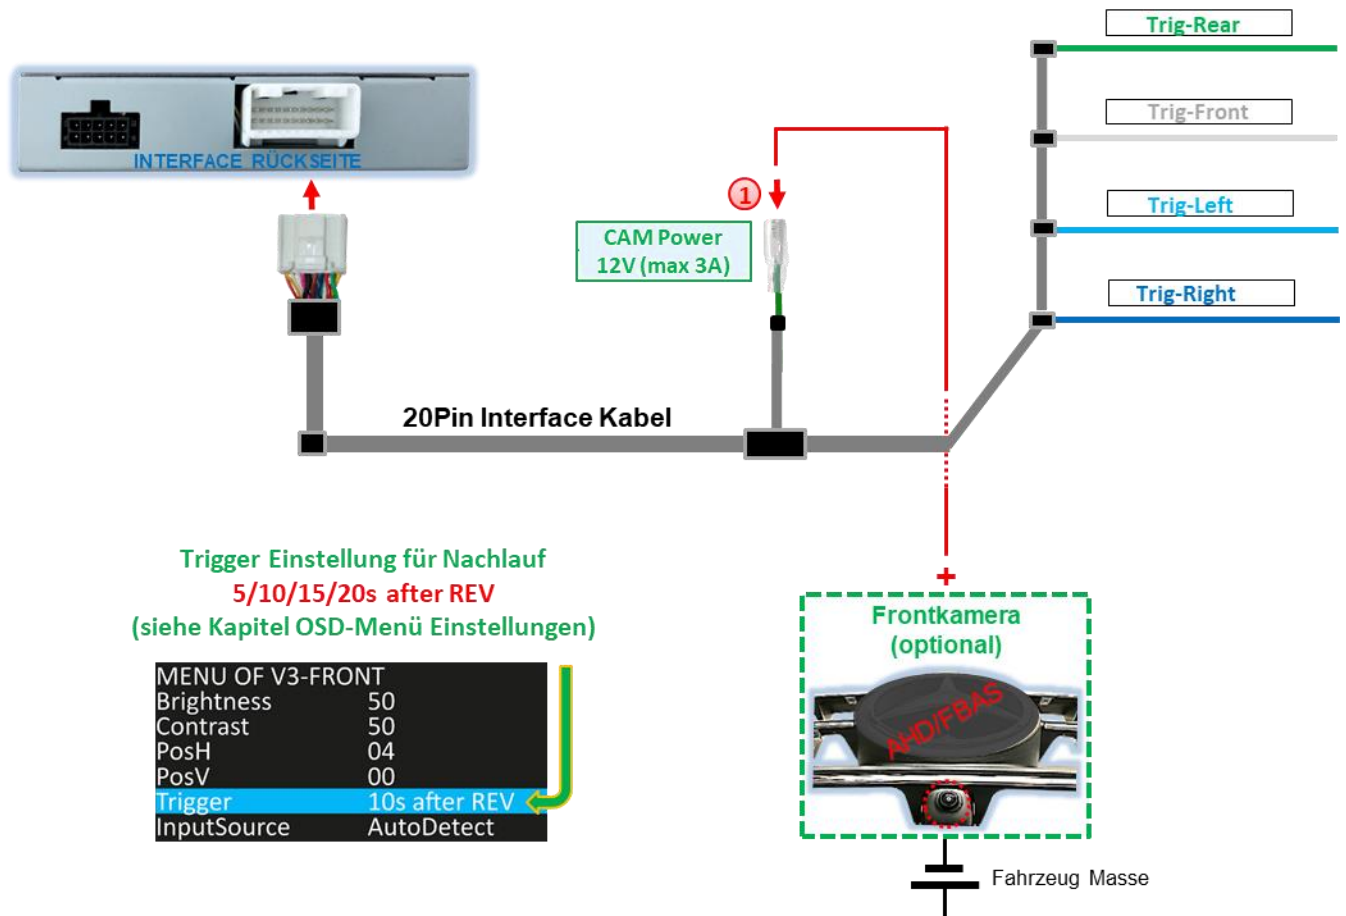 Trig-Rear
Trig-Front
Trig-Left
Trig-Right
INTERFACE RÜCKSEITE
1
CAM Power
12V (max 3A)
20Pin Interface Kabel
Trigger Einstellung für Nachlauf
5/10/15/20s after REV
(siehe Kapitel OSD-Menü Einstellungen)
MENU OF V3-FRONT
Brightness 50
Contrast 50
PosH 04
PosV 00
Trigger 10s after REV
InputSource AutoDetect
+
Frontkamera
(optional)
AHD/FBAS
Fahrzeug Masse